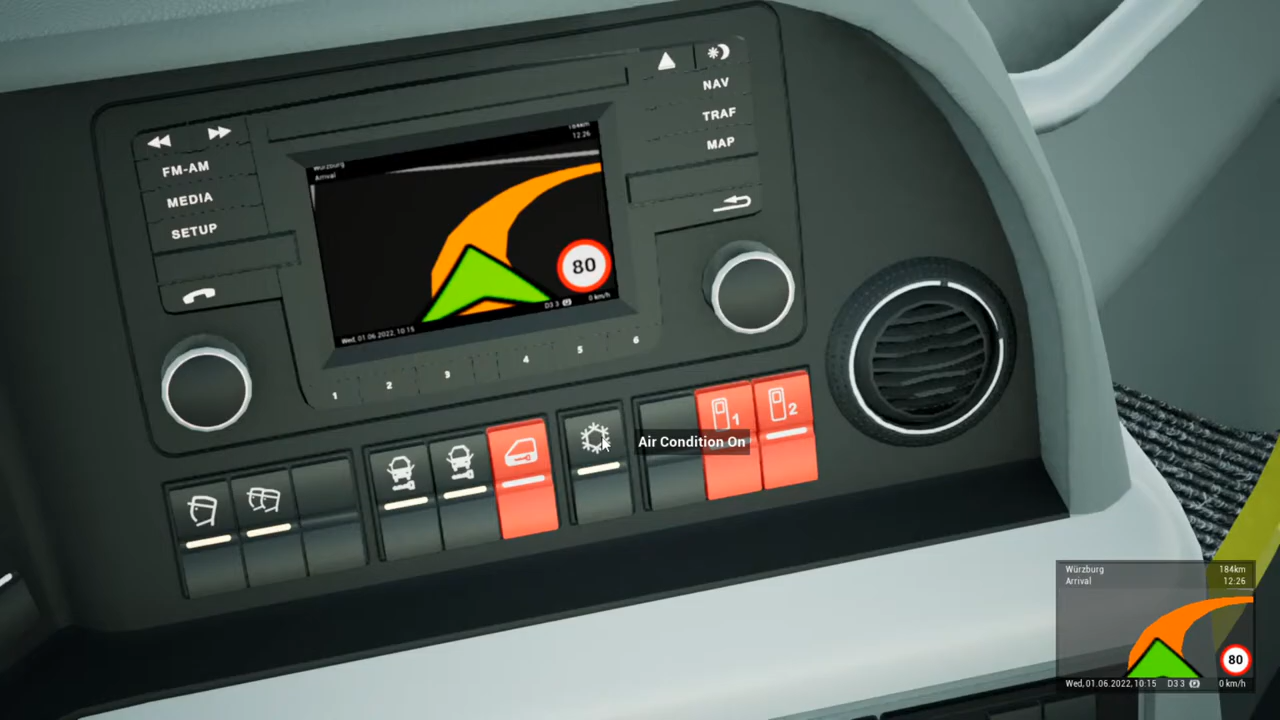 FM-AM
MEDIA
SETUP
NAV
TRAF
MAP
Würzburg
Arrival
184km
12:26
80
D3 3
0 km/h
Wed, 01.06.2022, 10:15
1
2
3
4
5
6
1
2
Air Condition On
Würzburg
184km
Arrival
12:26
80
Wed, 01.06.2022, 10:15 D3 3 0 km/h